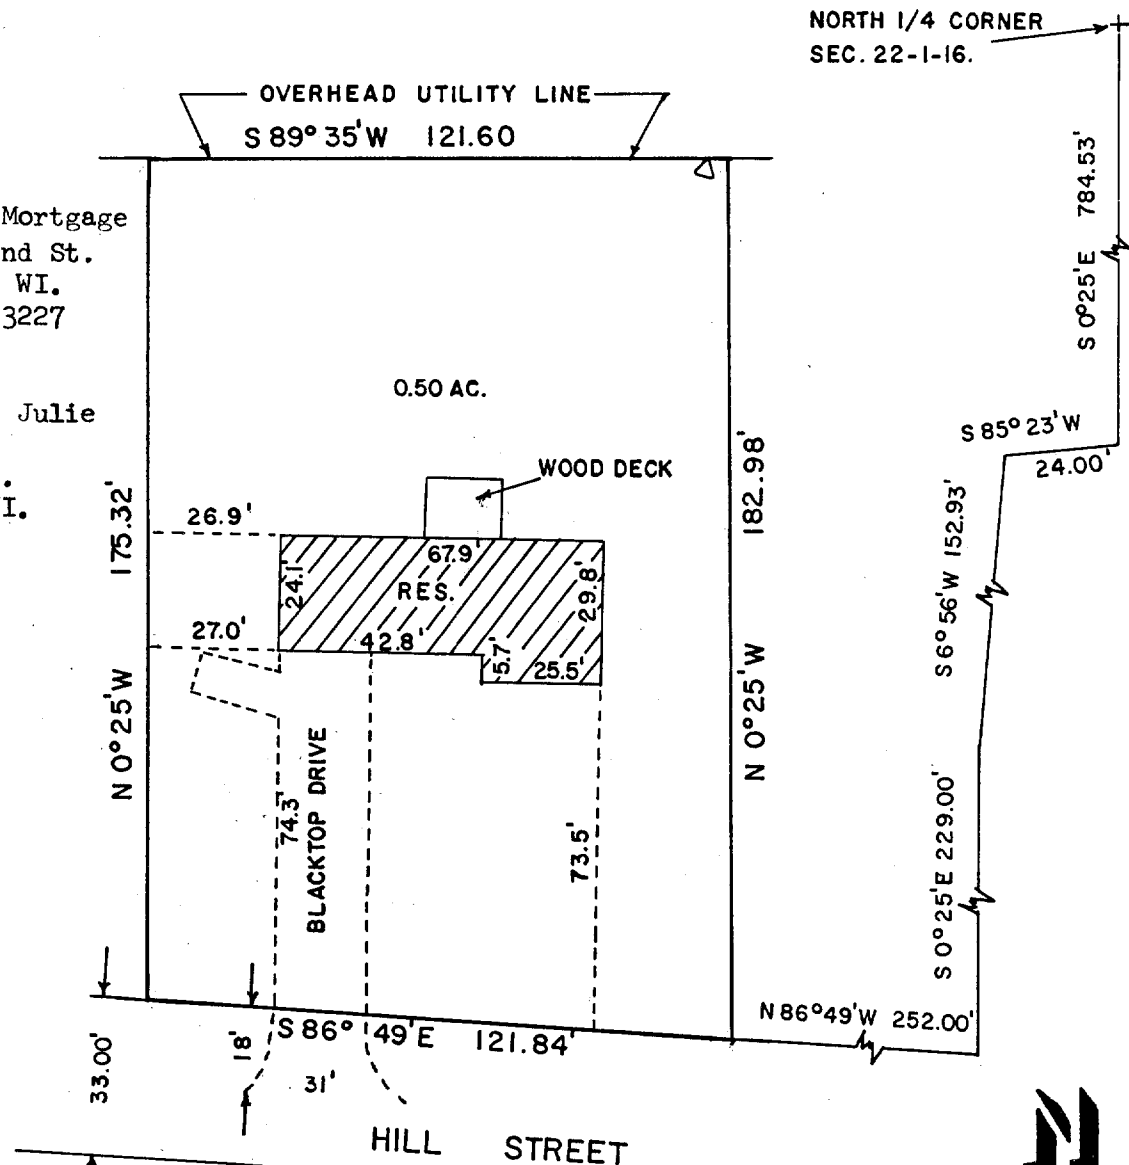 NORTH 1/4 CORNER
SEC. 22-1-16.
OVERHEAD UTILITY LINE
S 89° 35' W 121.60
S 0°25'E 784.53'
Mortgage
nd St.
WI.
3227
0.50 AC.
Julie
.
I.
S 85° 23' W
24.00'
WOOD DECK
175.32'
N 0°25'W
182.98'
N 0°25'W
26.9'
67.9'
24.1'
RES.
29.8'
27.0'
42.8'
5.7'
25.5'
S 6°56'W 152.93'
BLACKTOP DRIVE
74.3'
73.5'
S 0°25'E 229.00'
N 86°49'W 252.00'
S 86° 49'E 121.84'
33.00'
18'
31'
HILL STREET
N